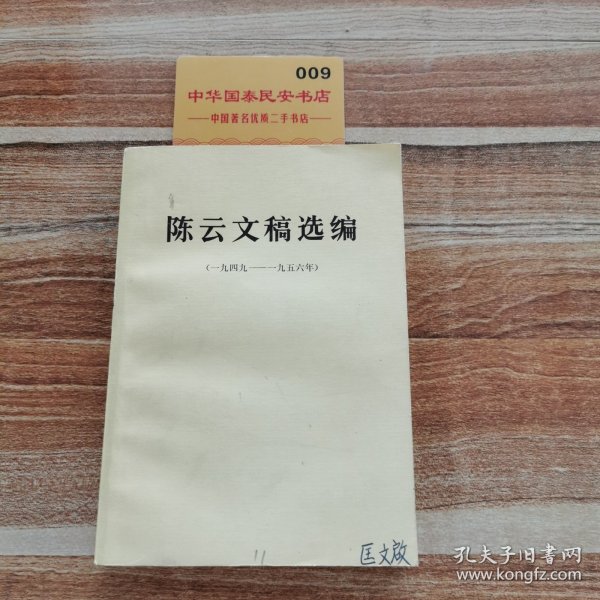 009
中华国泰民安书店
——中国著名优质二手书店——
陈云文稿选编
（一九四九——一九五六年）
11
匡文啟
孔夫子旧书网
www.kongfz.com